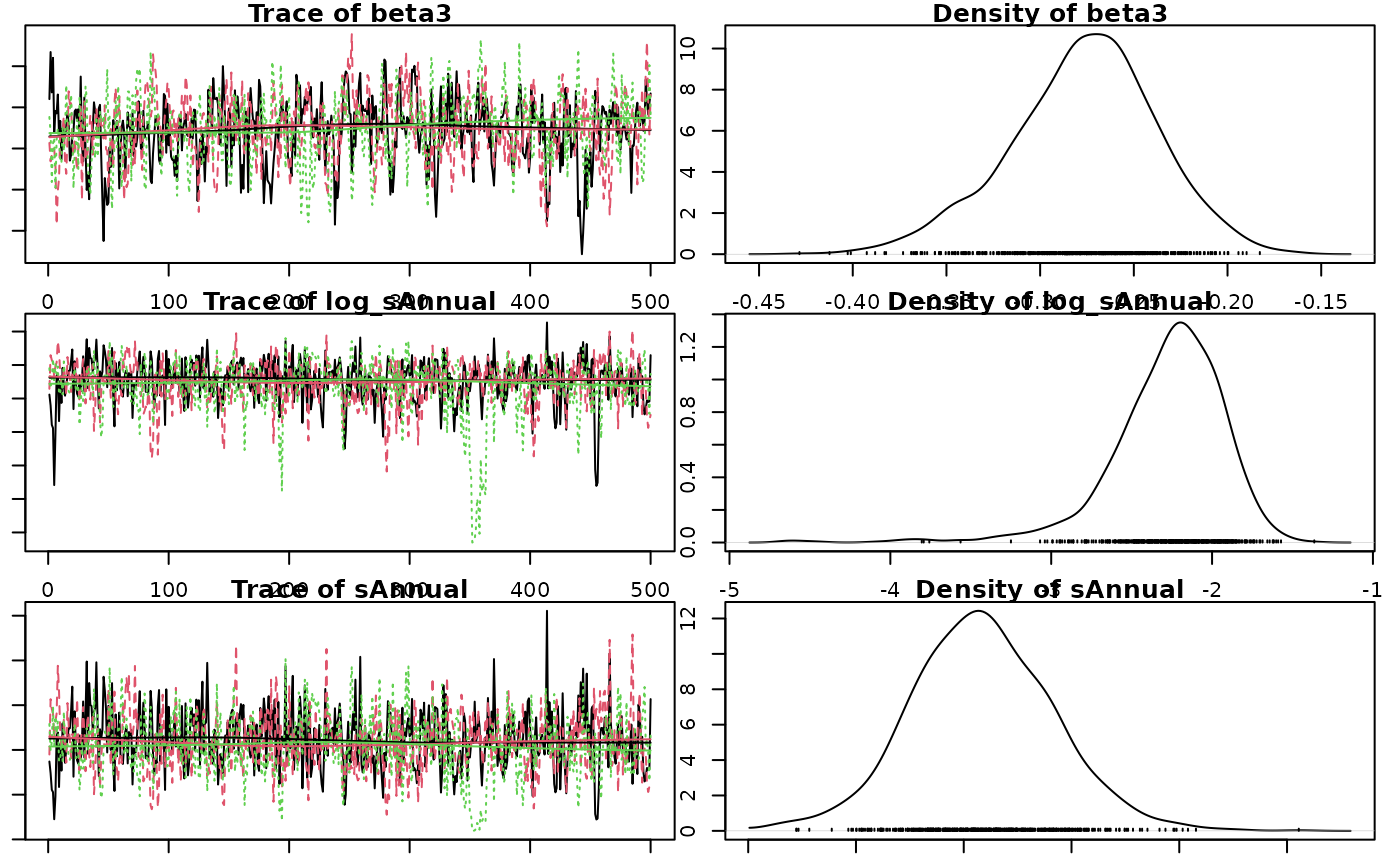 Trace of beta3
Density of beta3
10
8
6
4
2
0
0 100 200 300 400 500
-0.45 -0.40 -0.35 -0.30 -0.25 -0.20 -0.15
Trace of log_sAnnual
Density of log_sAnnual
1.2
0.8
0.4
0.0
0 100 200 300 400 500
-5 -4 -3 -2 -1
Trace of sAnnual
Density of sAnnual
12
8
6
4
2
0